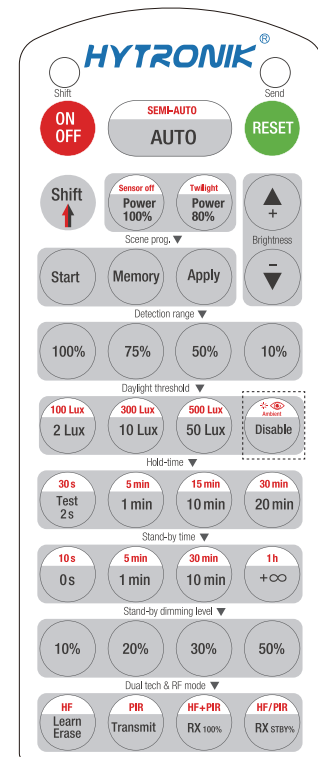 HYTRONIK®
Shift
Send
ON
OFF
SEMI-AUTO
AUTO
RESET
Shift
Sensor off
Power
100%
Twilight
Power
80%
+
Brightness
−
Scene prog. ▼
Start
Memory
Apply
Detection range ▼
100%
75%
50%
10%
Daylight threshold ▼
100 Lux
2 Lux
300 Lux
10 Lux
500 Lux
50 Lux
Ambient
Disable
Hold-time ▼
30 s
Test
2 s
5 min
1 min
15 min
10 min
30 min
20 min
Stand-by time ▼
10 s
0 s
5 min
1 min
30 min
10 min
1 h
+∞
Stand-by dimming level ▼
10%
20%
30%
50%
Dual tech & RF mode ▼
HF
Learn
Erase
PIR
Transmit
HF+PIR
RX 100%
HF/PIR
RX STBY%